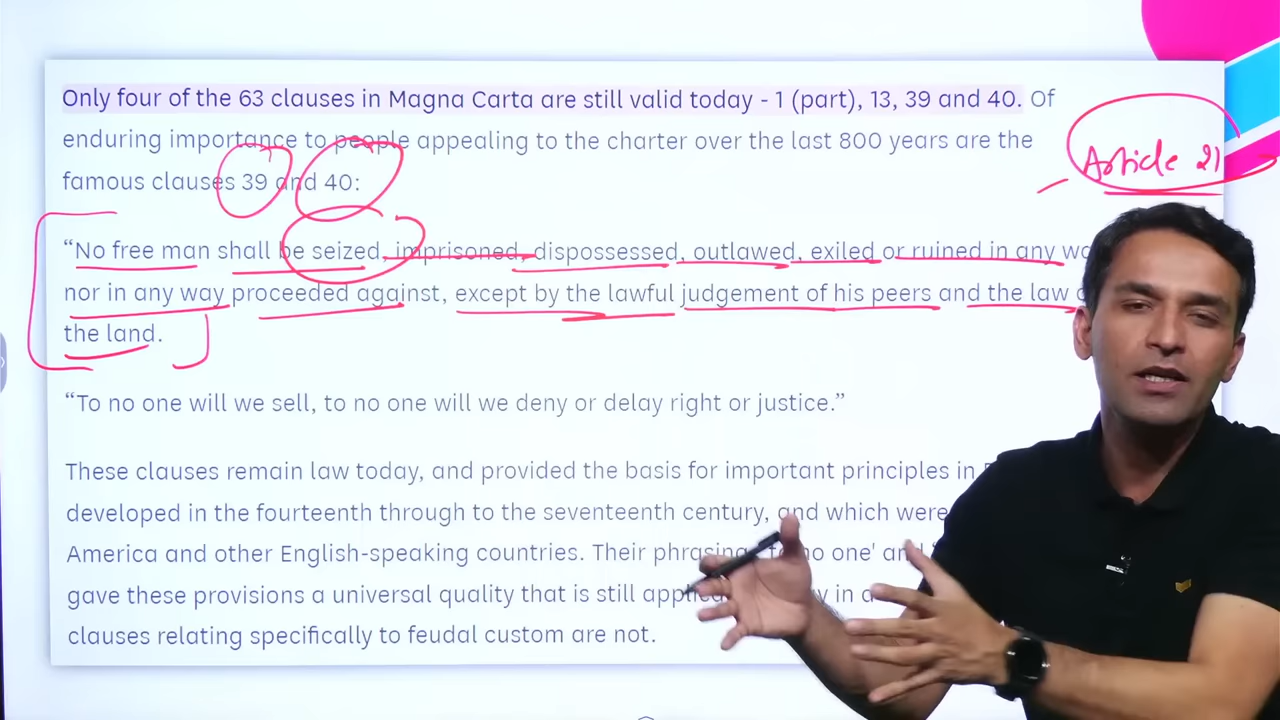 Only four of the 63 clauses in Magna Carta are still valid today - 1 (part), 13, 39 and 40. Of
enduring importance to people appealing to the charter over the last 800 years are the
famous clauses 39 and 40:
Article 21
“No free man shall be seized, imprisoned, dispossessed, outlawed, exiled or ruined in any
nor in any way proceeded against, except by the lawful judgement of his peers and the law
the land.
“To no one will we sell, to no one will we deny or delay right or justice.”
These clauses remain law today, and provided the basis for important principles in
developed in the fourteenth through to the seventeenth century, and which were
America and other English-speaking countries. Their phrasing, no one' and
gave these provisions a universal quality that is still in
clauses relating specifically to feudal custom are not.